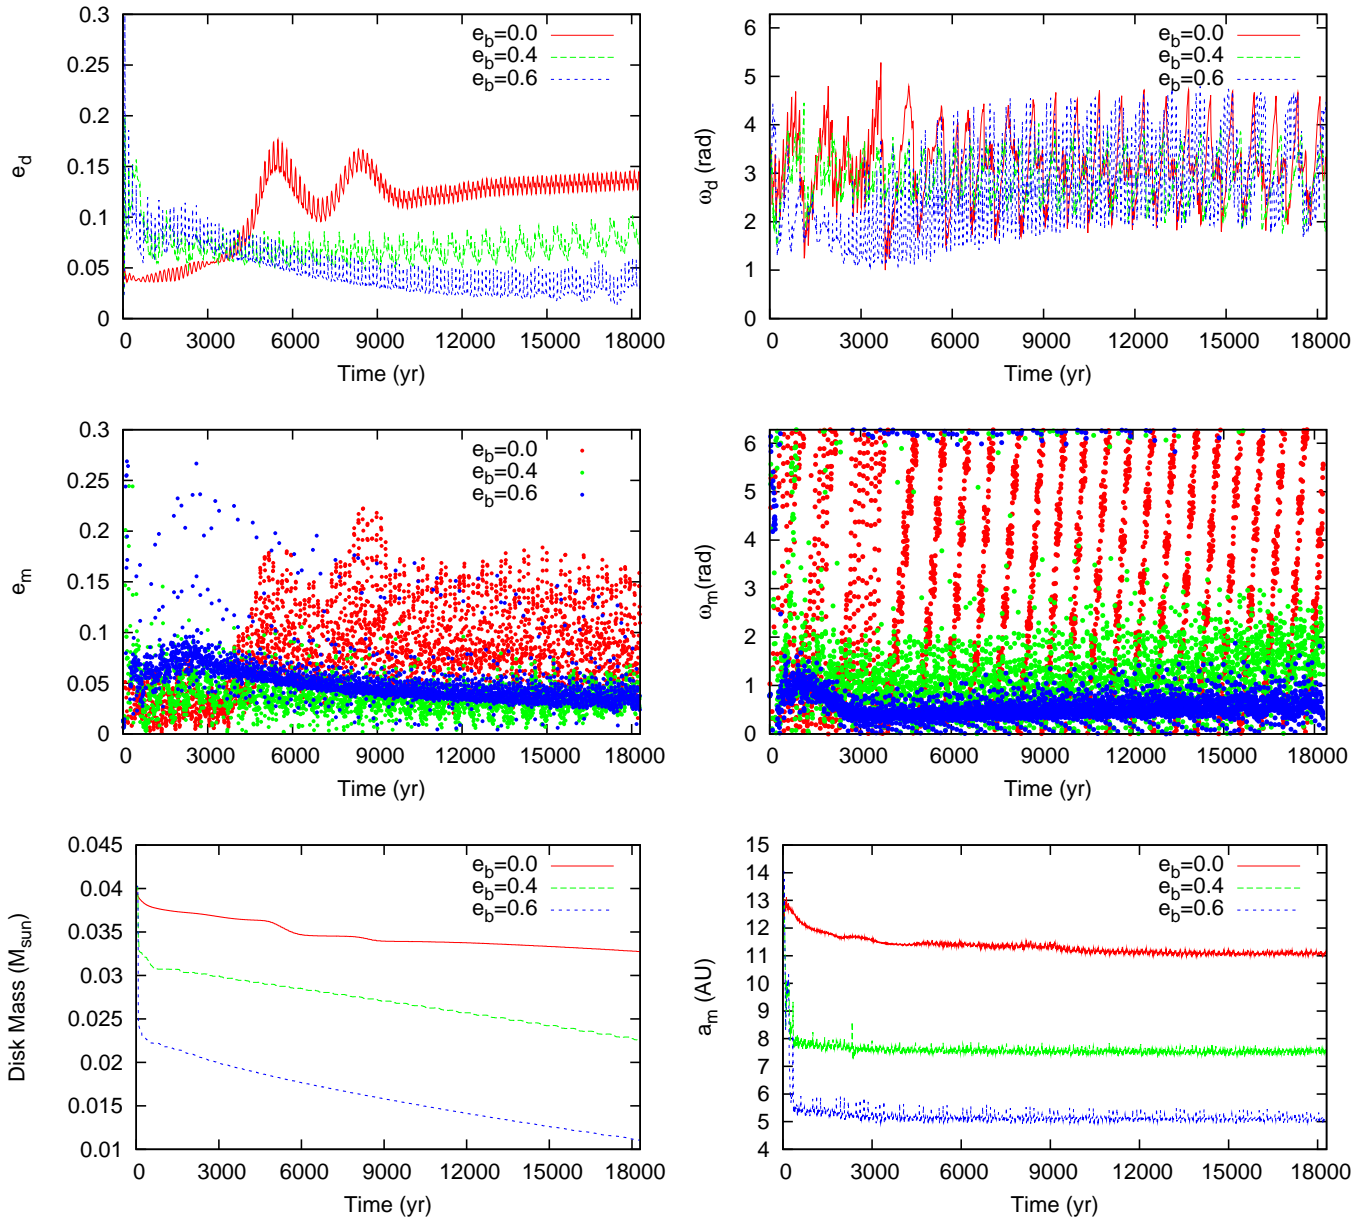 e_d
0.3
0.25
0.2
0.15
0.1
0.05
0
0 3000 6000 9000 12000 15000 18000
Time (yr)
e_b=0.0
e_b=0.4
e_b=0.6
ω_d (rad)
6
5
4
3
2
1
0
0 3000 6000 9000 12000 15000 18000
Time (yr)
e_b=0.0
e_b=0.4
e_b=0.6
e_m
0.3
0.25
0.2
0.15
0.1
0.05
0
0 3000 6000 9000 12000 15000 18000
Time (yr)
e_b=0.0
e_b=0.4
e_b=0.6
ω_m(rad)
6
5
4
3
2
1
0
0 3000 6000 9000 12000 15000 18000
Time (yr)
Disk Mass (M_sun)
0.045
0.04
0.035
0.03
0.025
0.02
0.015
0.01
0 3000 6000 9000 12000 15000 18000
Time (yr)
e_b=0.0
e_b=0.4
e_b=0.6
a_m (AU)
15
14
13
12
11
10
9
8
7
6
5
4
0 3000 6000 9000 12000 15000 18000
Time (yr)
e_b=0.0
e_b=0.4
e_b=0.6